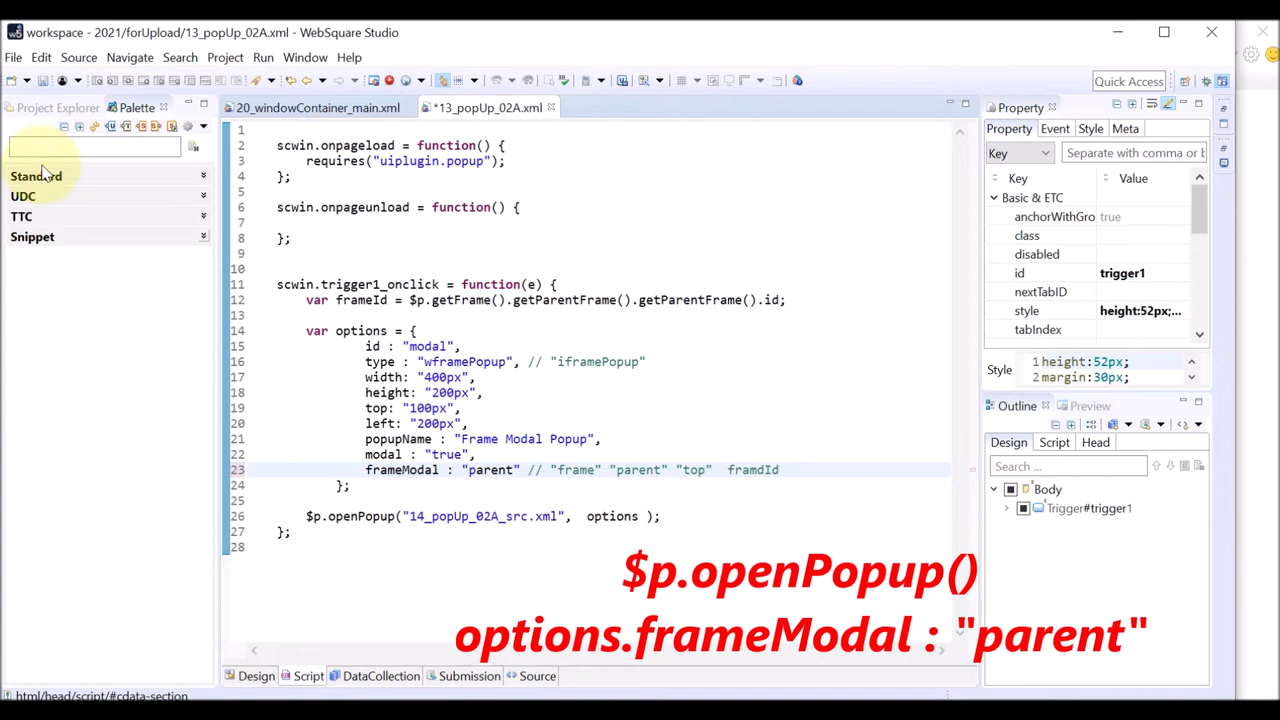 workspace - 2021/forUpload/13_popUp_02A.xml - WebSquare Studio
File Edit Source Navigate Search Project Run Window Help
Quick Access
Project Explorer Palette
20_windowContainer_main.xml *13_popUp_02A.xml
Standard
UDC
TTC
Snippet
1
2 scwin.onpageload = function() {
3 requires("uiplugin.popup");
4 };
5
6 scwin.onpageunload = function() {
7
8 };
9
10
11 scwin.trigger1_onclick = function(e) {
12 var frameId = $p.getFrame().getParentFrame().getParentFrame().id;
13
14 var options = {
15 id : "modal",
16 type : "wframePopup", // "iframePopup"
17 width: "400px",
18 height: "200px",
19 top: "100px",
20 left: "200px",
21 popupName : "Frame Modal Popup",
22 modal : "true",
23 frameModal : "parent" // "frame" "parent" "top" framdId
24 };
25
26 $p.openPopup("14_popUp_02A_src.xml", options );
27 };
28
$p.openPopup()
options.frameModal : "parent"
Design Script DataCollection Submission Source
html/head/script/#cdata-section
Property
Property Event Style Meta
Key Separate with comma or b
Key Value
Basic & ETC
anchorWithGro true
class
disabled
id trigger1
nextTabID
style height:52px;...
tabIndex
Style 1 height:52px;
2 margin:30px;
Outline Preview
Design Script Head
Search ...
Body
Trigger#trigger1